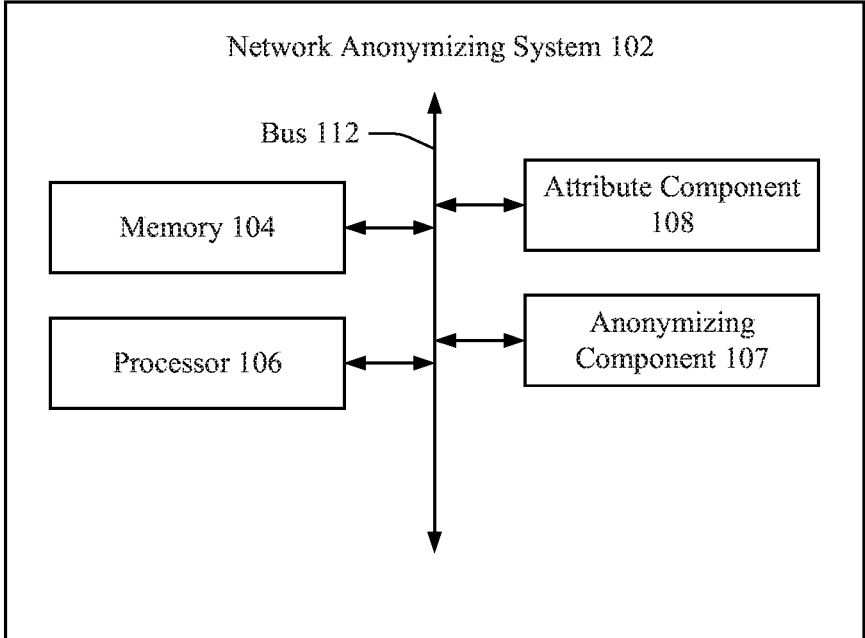 Network Anonymizing System 102
Bus 112
Memory 104
Attribute Component
108
Processor 106
Anonymizing
Component 107